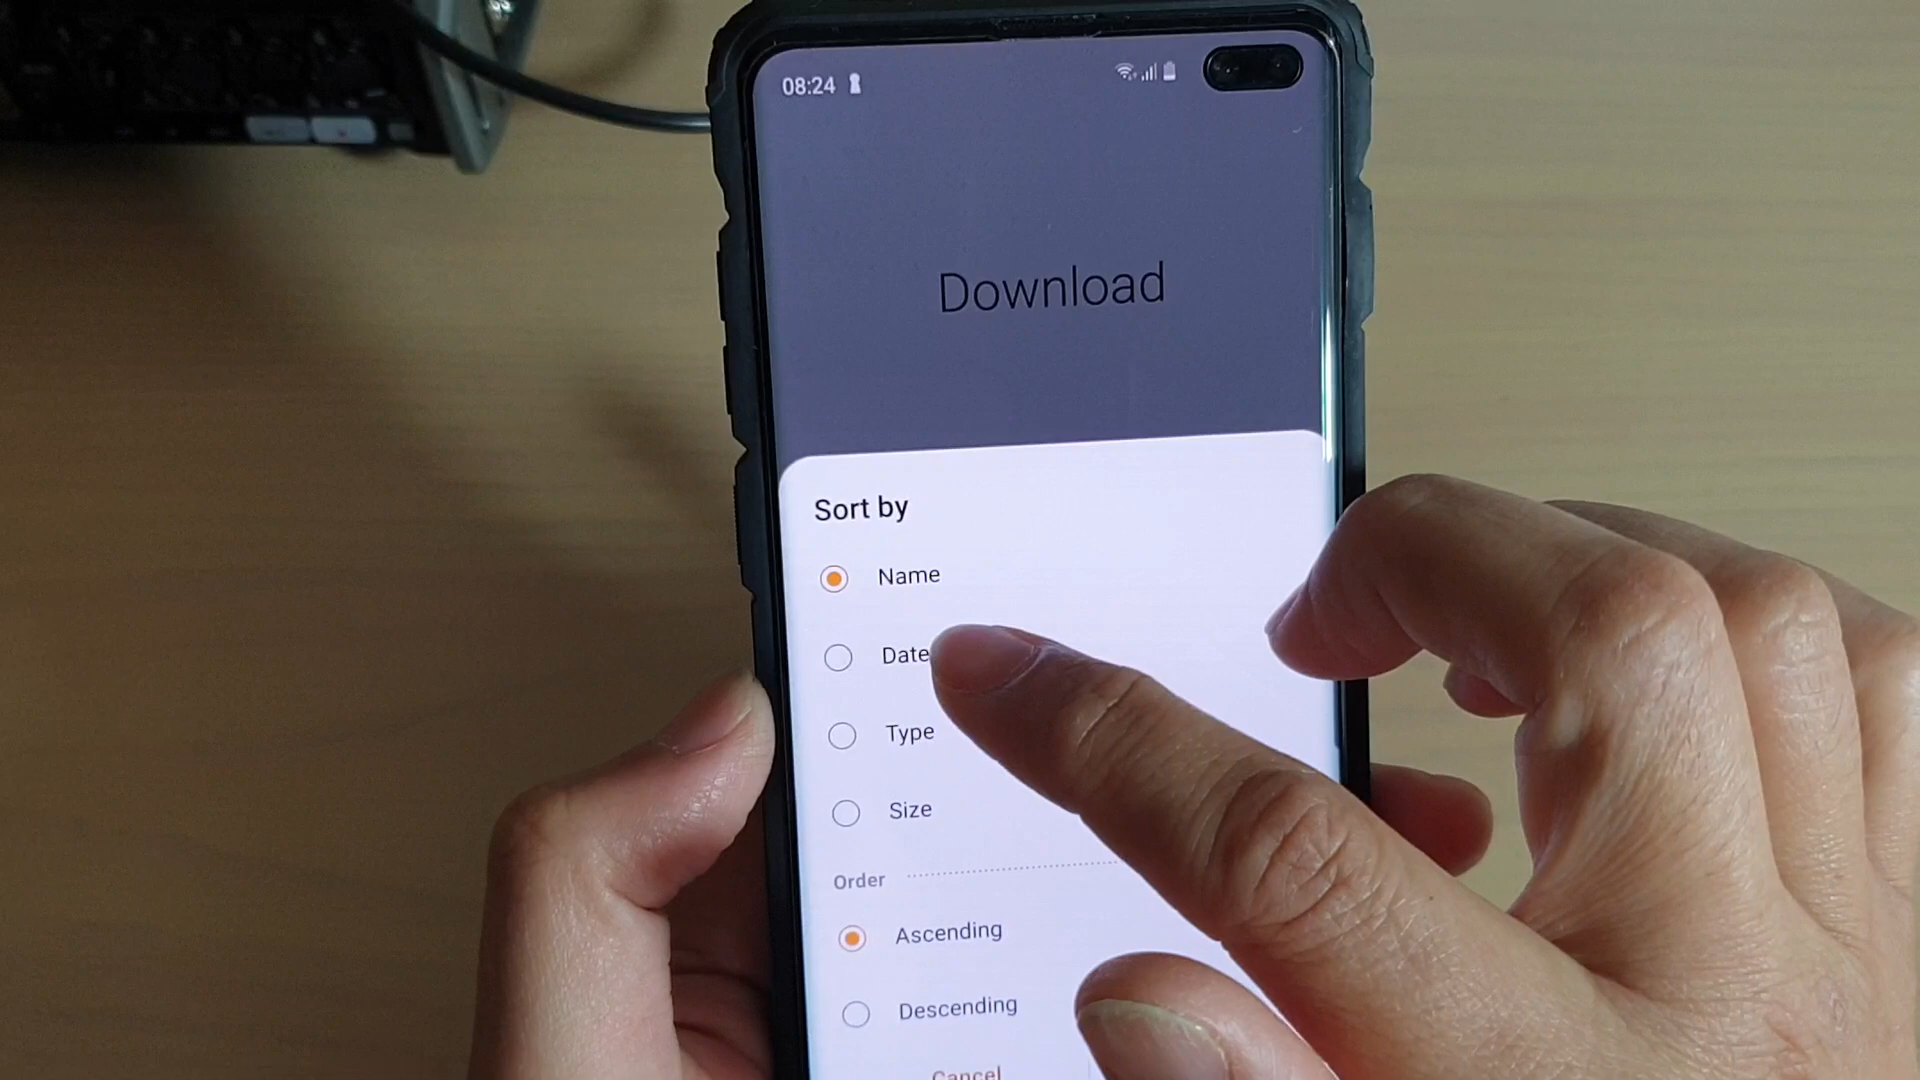 08:24
Download
Sort by
Name
Date
Type
Size
Order
Ascending
Descending
Cancel